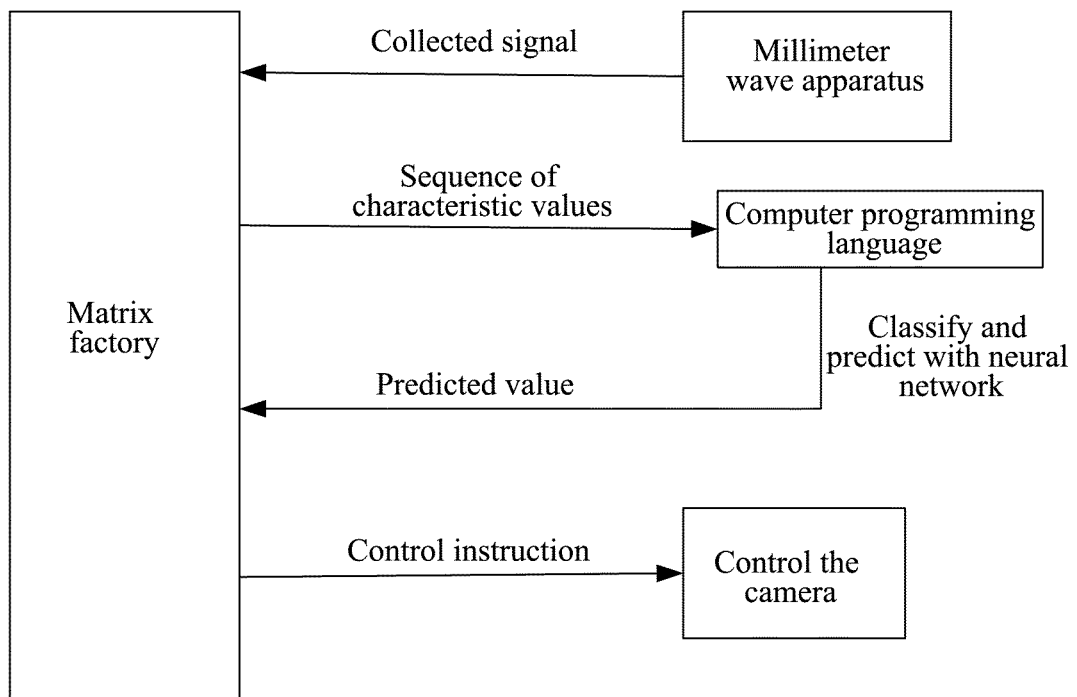 Collected signal
Millimeter
wave apparatus
Sequence of
characteristic values
Computer programming
language
Matrix
factory
Classify and
predict with neural
network
Predicted value
Control instruction
Control the
camera